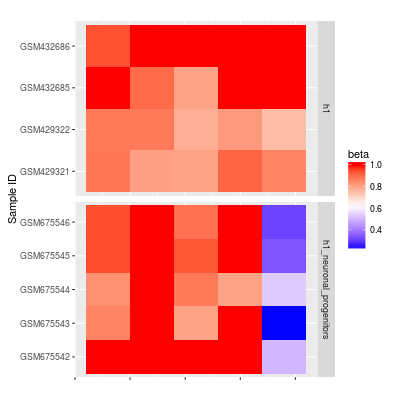 GSM432686
GSM432685
GSM429322
GSM429321
h1
GSM675546
GSM675545
GSM675544
GSM675543
GSM675542
h1_neuronal_progenitors
Sample ID
beta
1.0
0.8
0.6
0.4